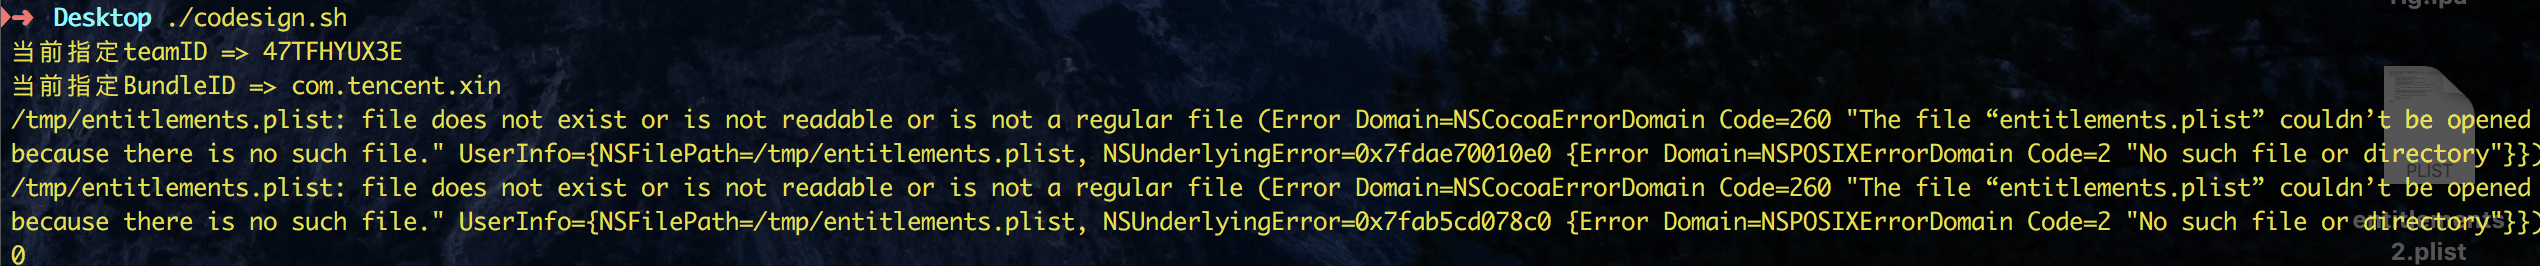 ➜ Desktop ./codesign.sh
当前指定teamID => 47TFHYUX3E
当前指定BundleID => com.tencent.xin
/tmp/entitlements.plist: file does not exist or is not readable or is not a regular file (Error Domain=NSCocoaErrorDomain Code=260 "The file “entitlements.plist” couldn’t be opened
because there is no such file." UserInfo={NSFilePath=/tmp/entitlements.plist, NSUnderlyingError=0x7fdae70010e0 {Error Domain=NSPOSIXErrorDomain Code=2 "No such file or directory"}})
/tmp/entitlements.plist: file does not exist or is not readable or is not a regular file (Error Domain=NSCocoaErrorDomain Code=260 "The file “entitlements.plist” couldn’t be opened
because there is no such file." UserInfo={NSFilePath=/tmp/entitlements.plist, NSUnderlyingError=0x7fab5cd078c0 {Error Domain=NSPOSIXErrorDomain Code=2 "No such file or directory"}})
0
PLIST
entitlements
2.plist